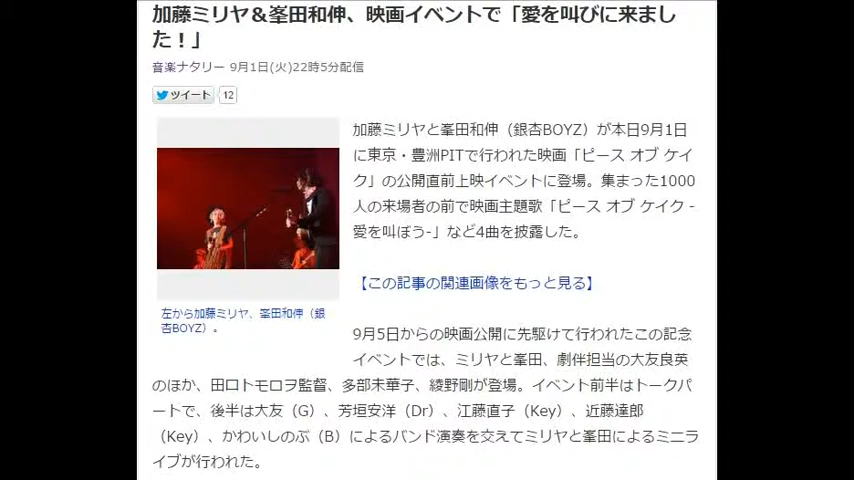 加藤ミリヤ&峯田和伸、映画イベントで「愛を叫びに来まし
た!」
音楽ナタリー 9月1日(火)22時5分配信
ツイート 12
加藤ミリヤと峯田和伸（銀杏BOYZ）が本日9月1日
に東京・豊洲PITで行われた映画「ピース オブ ケイ
ク」の公開直前上映イベントに登場。集まった1000
人の来場者の前で映画主題歌「ピース オブ ケイク -
愛を叫ぼう-」など4曲を披露した。
【この記事の関連画像をもっと見る】
左から加藤ミリヤ、峯田和伸（銀
杏BOYZ）。
9月5日からの映画公開に先駆けて行われたこの記念
イベントでは、ミリヤと峯田、劇伴担当の大友良英
のほか、田口トモロヲ監督、多部未華子、綾野剛が登場。イベント前半はトークパ
ートで、後半は大友（G）、芳垣安洋（Dr）、江藤直子（Key）、近藤達郎
（Key）、かわいしのぶ（B）によるバンド演奏を交えてミリヤと峯田によるミニラ
イブが行われた。